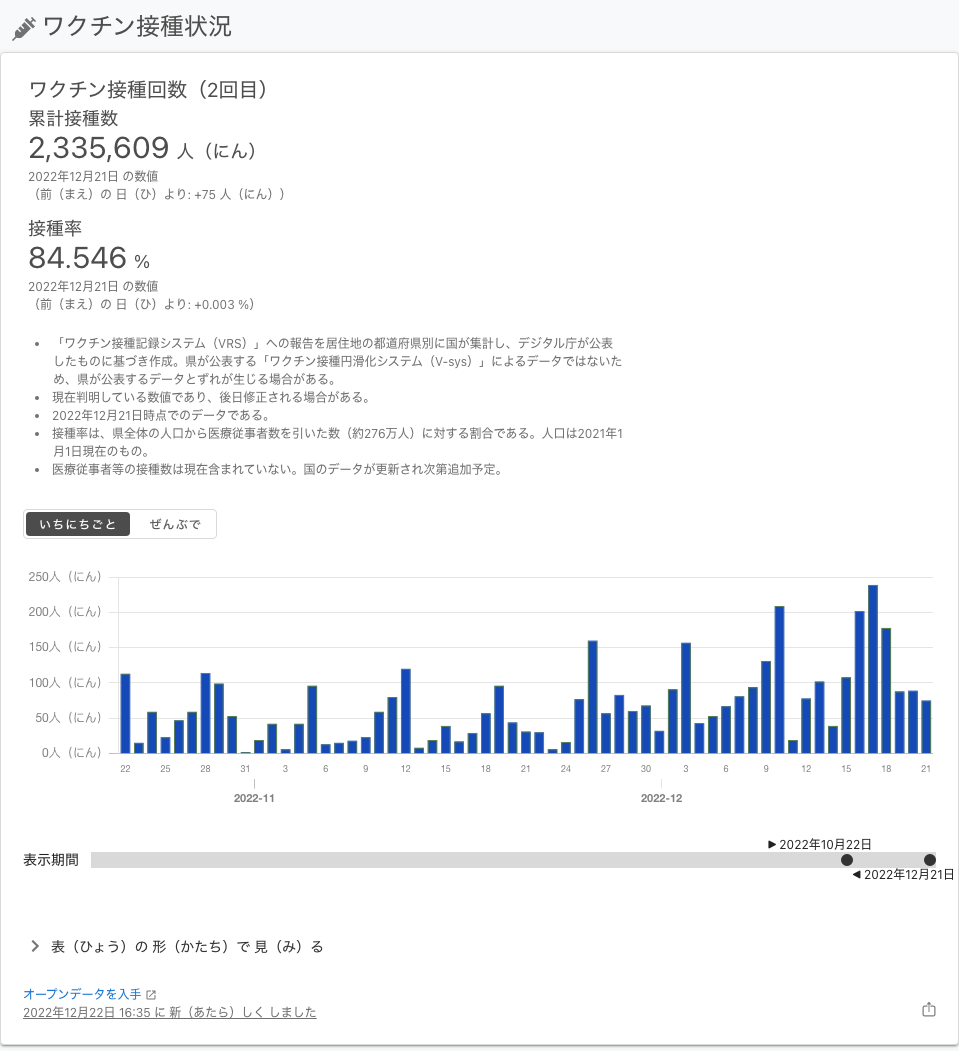 ワクチン接種状況
ワクチン接種回数（2回目）
累計接種数
2,335,609 人（にん）
2022年12月21日 の数値
（前（まえ）の 日（ひ）より: +75 人（にん））
接種率
84.546 %
2022年12月21日 の数値
（前（まえ）の 日（ひ）より: +0.003 %）
• 「ワクチン接種記録システム（VRS）」への報告を居住地の都道府県別に国が集計し、デジタル庁が公表
したものに基づき作成。県が公表する「ワクチン接種円滑化システム（V-sys）」によるデータではないた
め、県が公表するデータとずれが生じる場合がある。
• 現在判明している数値であり、後日修正される場合がある。
• 2022年12月21日時点でのデータである。
• 接種率は、県全体の人口から医療従事者数を引いた数（約276万人）に対する割合である。人口は2021年1
月1日現在のもの。
• 医療従事者等の接種数は現在含まれていない。国のデータが更新され次第追加予定。
いちにちごと ぜんぶで
250人（にん）
200人（にん）
150人（にん）
100人（にん）
50人（にん）
0人（にん）
22 25 28 31 3 6 9 12 15 18 21 24 27 30 3 6 9 12 15 18 21
2022-11 2022-12
▶ 2022年10月22日
表示期間
◀ 2022年12月21日
表（ひょう）の 形（かたち）で 見（み）る
オープンデータを入手
2022年12月22日 16:35 に 新（あたら）しく しました